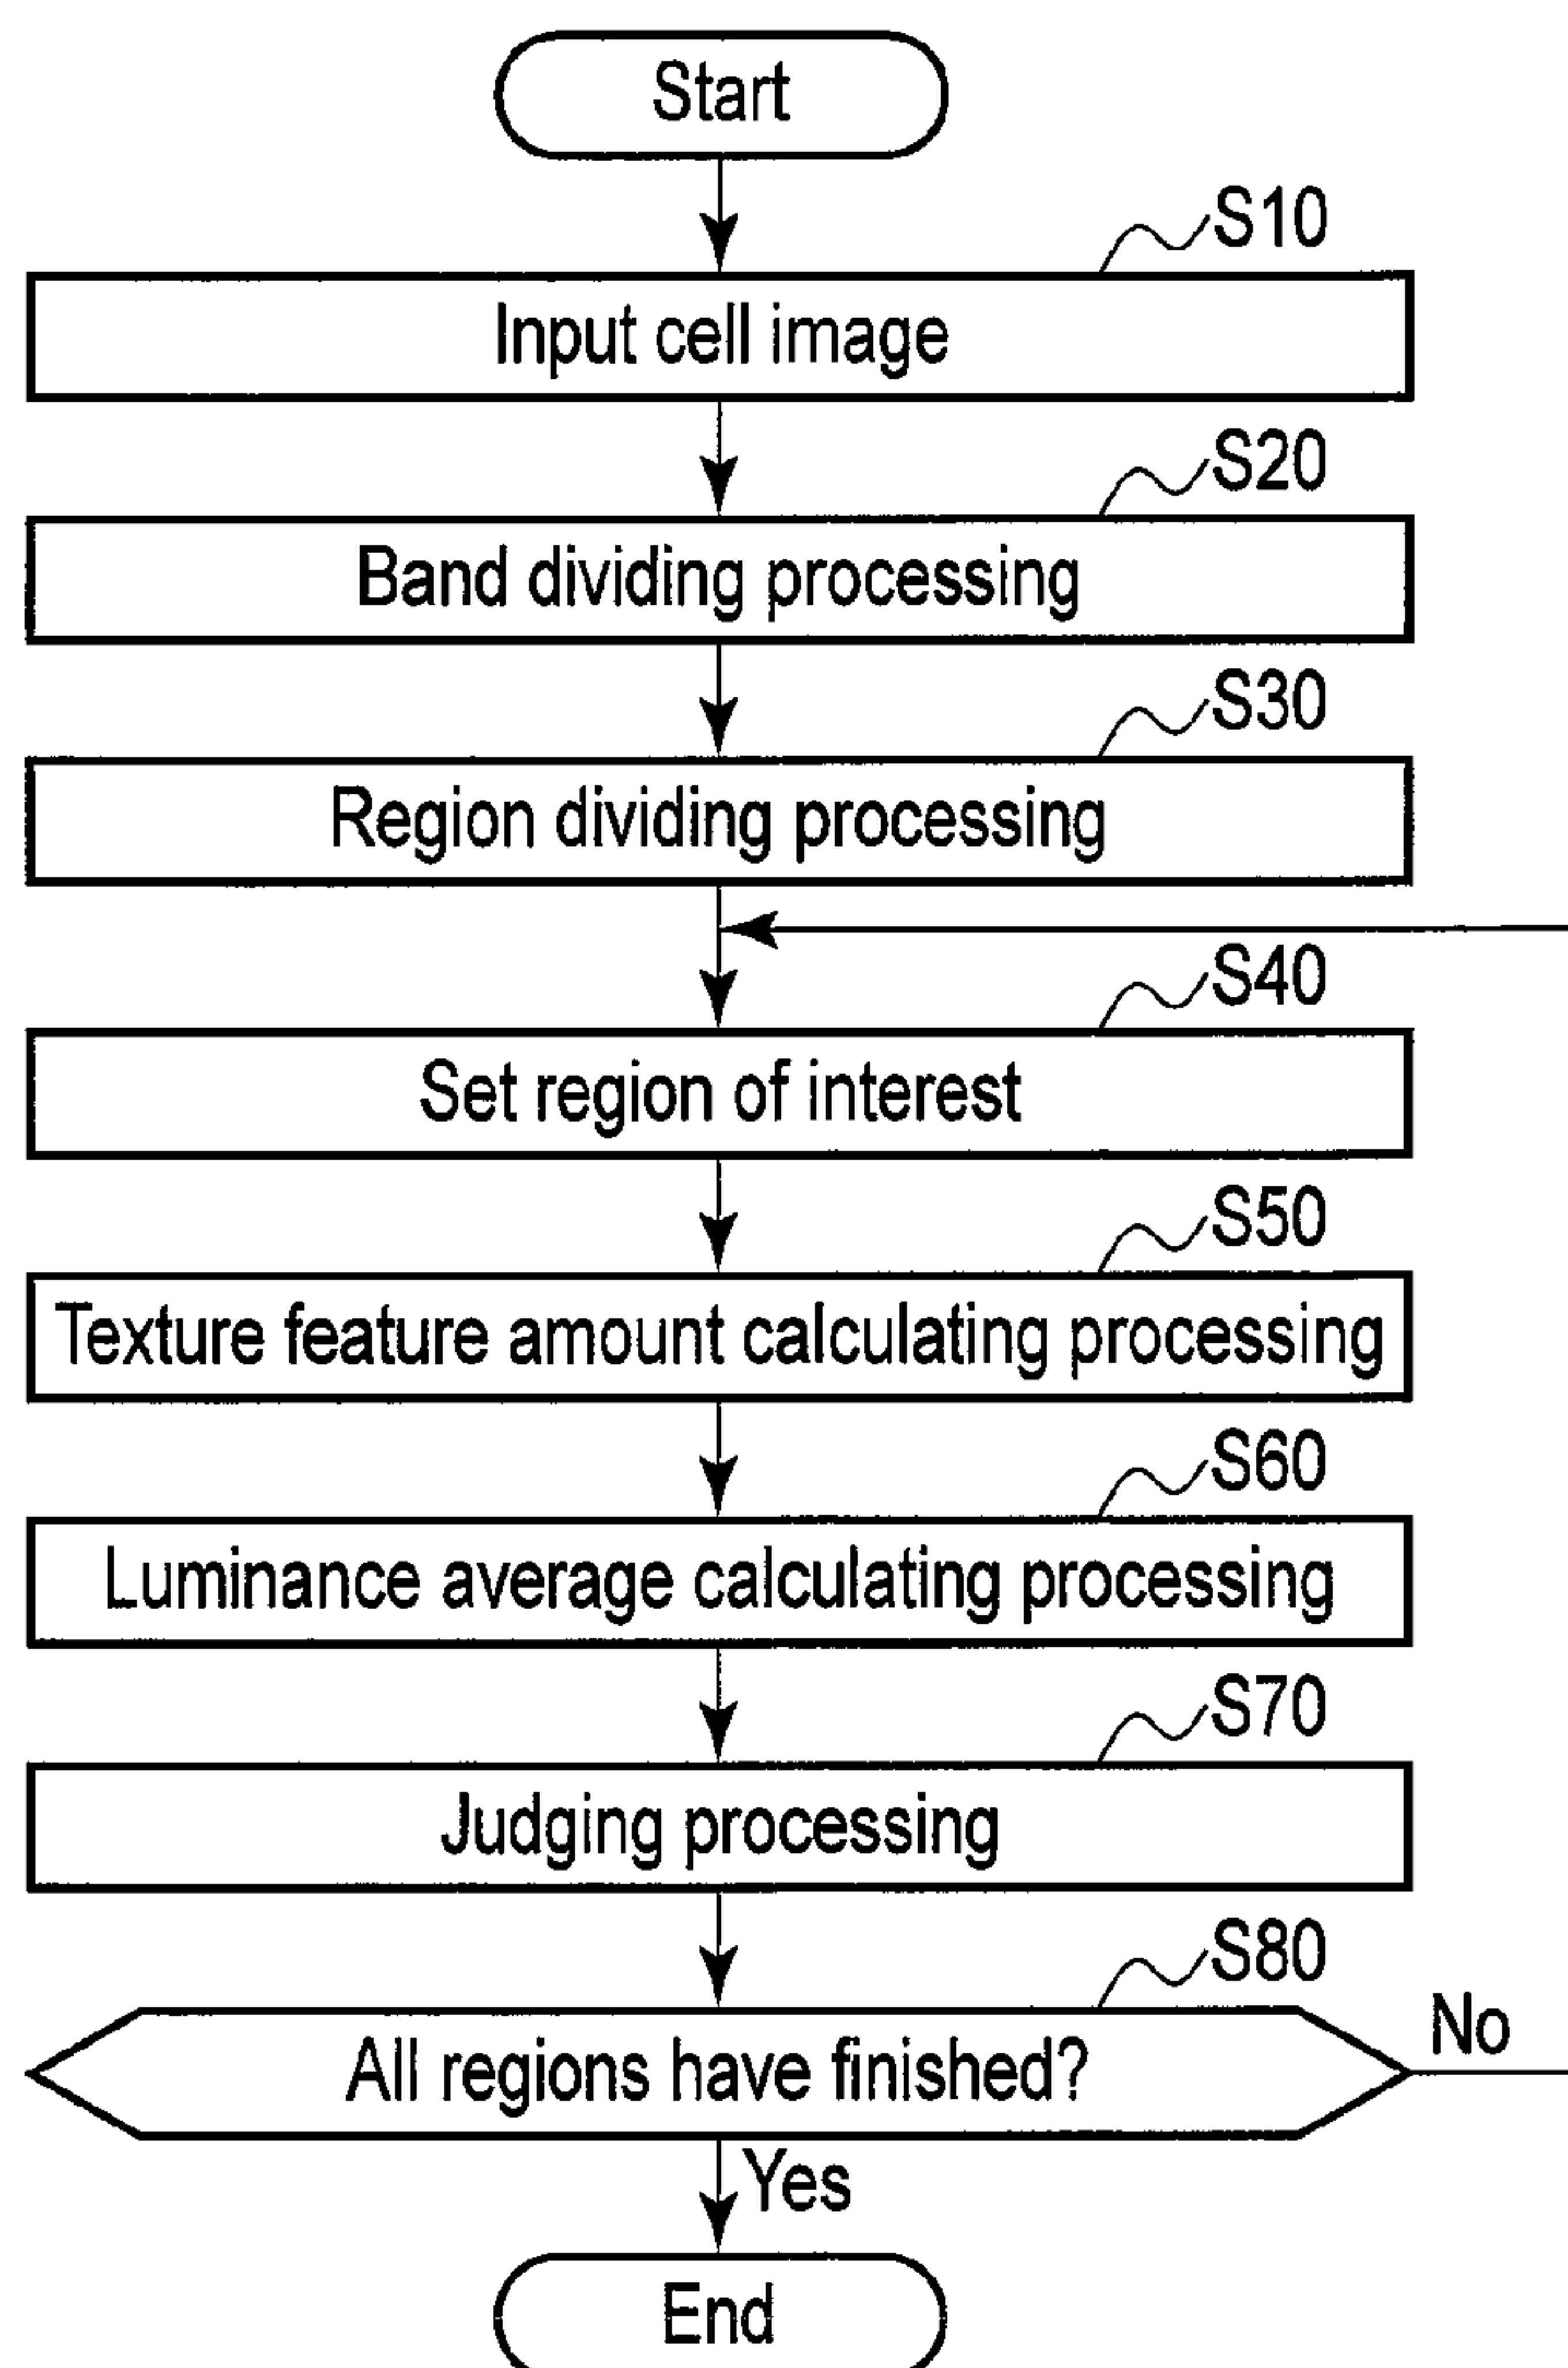 Start
S10
Input cell image
S20
Band dividing processing
S30
Region dividing processing
S40
Set region of interest
S50
Texture feature amount calculating processing
S60
Luminance average calculating processing
S70
Judging processing
S80
All regions have finished?
No
Yes
End